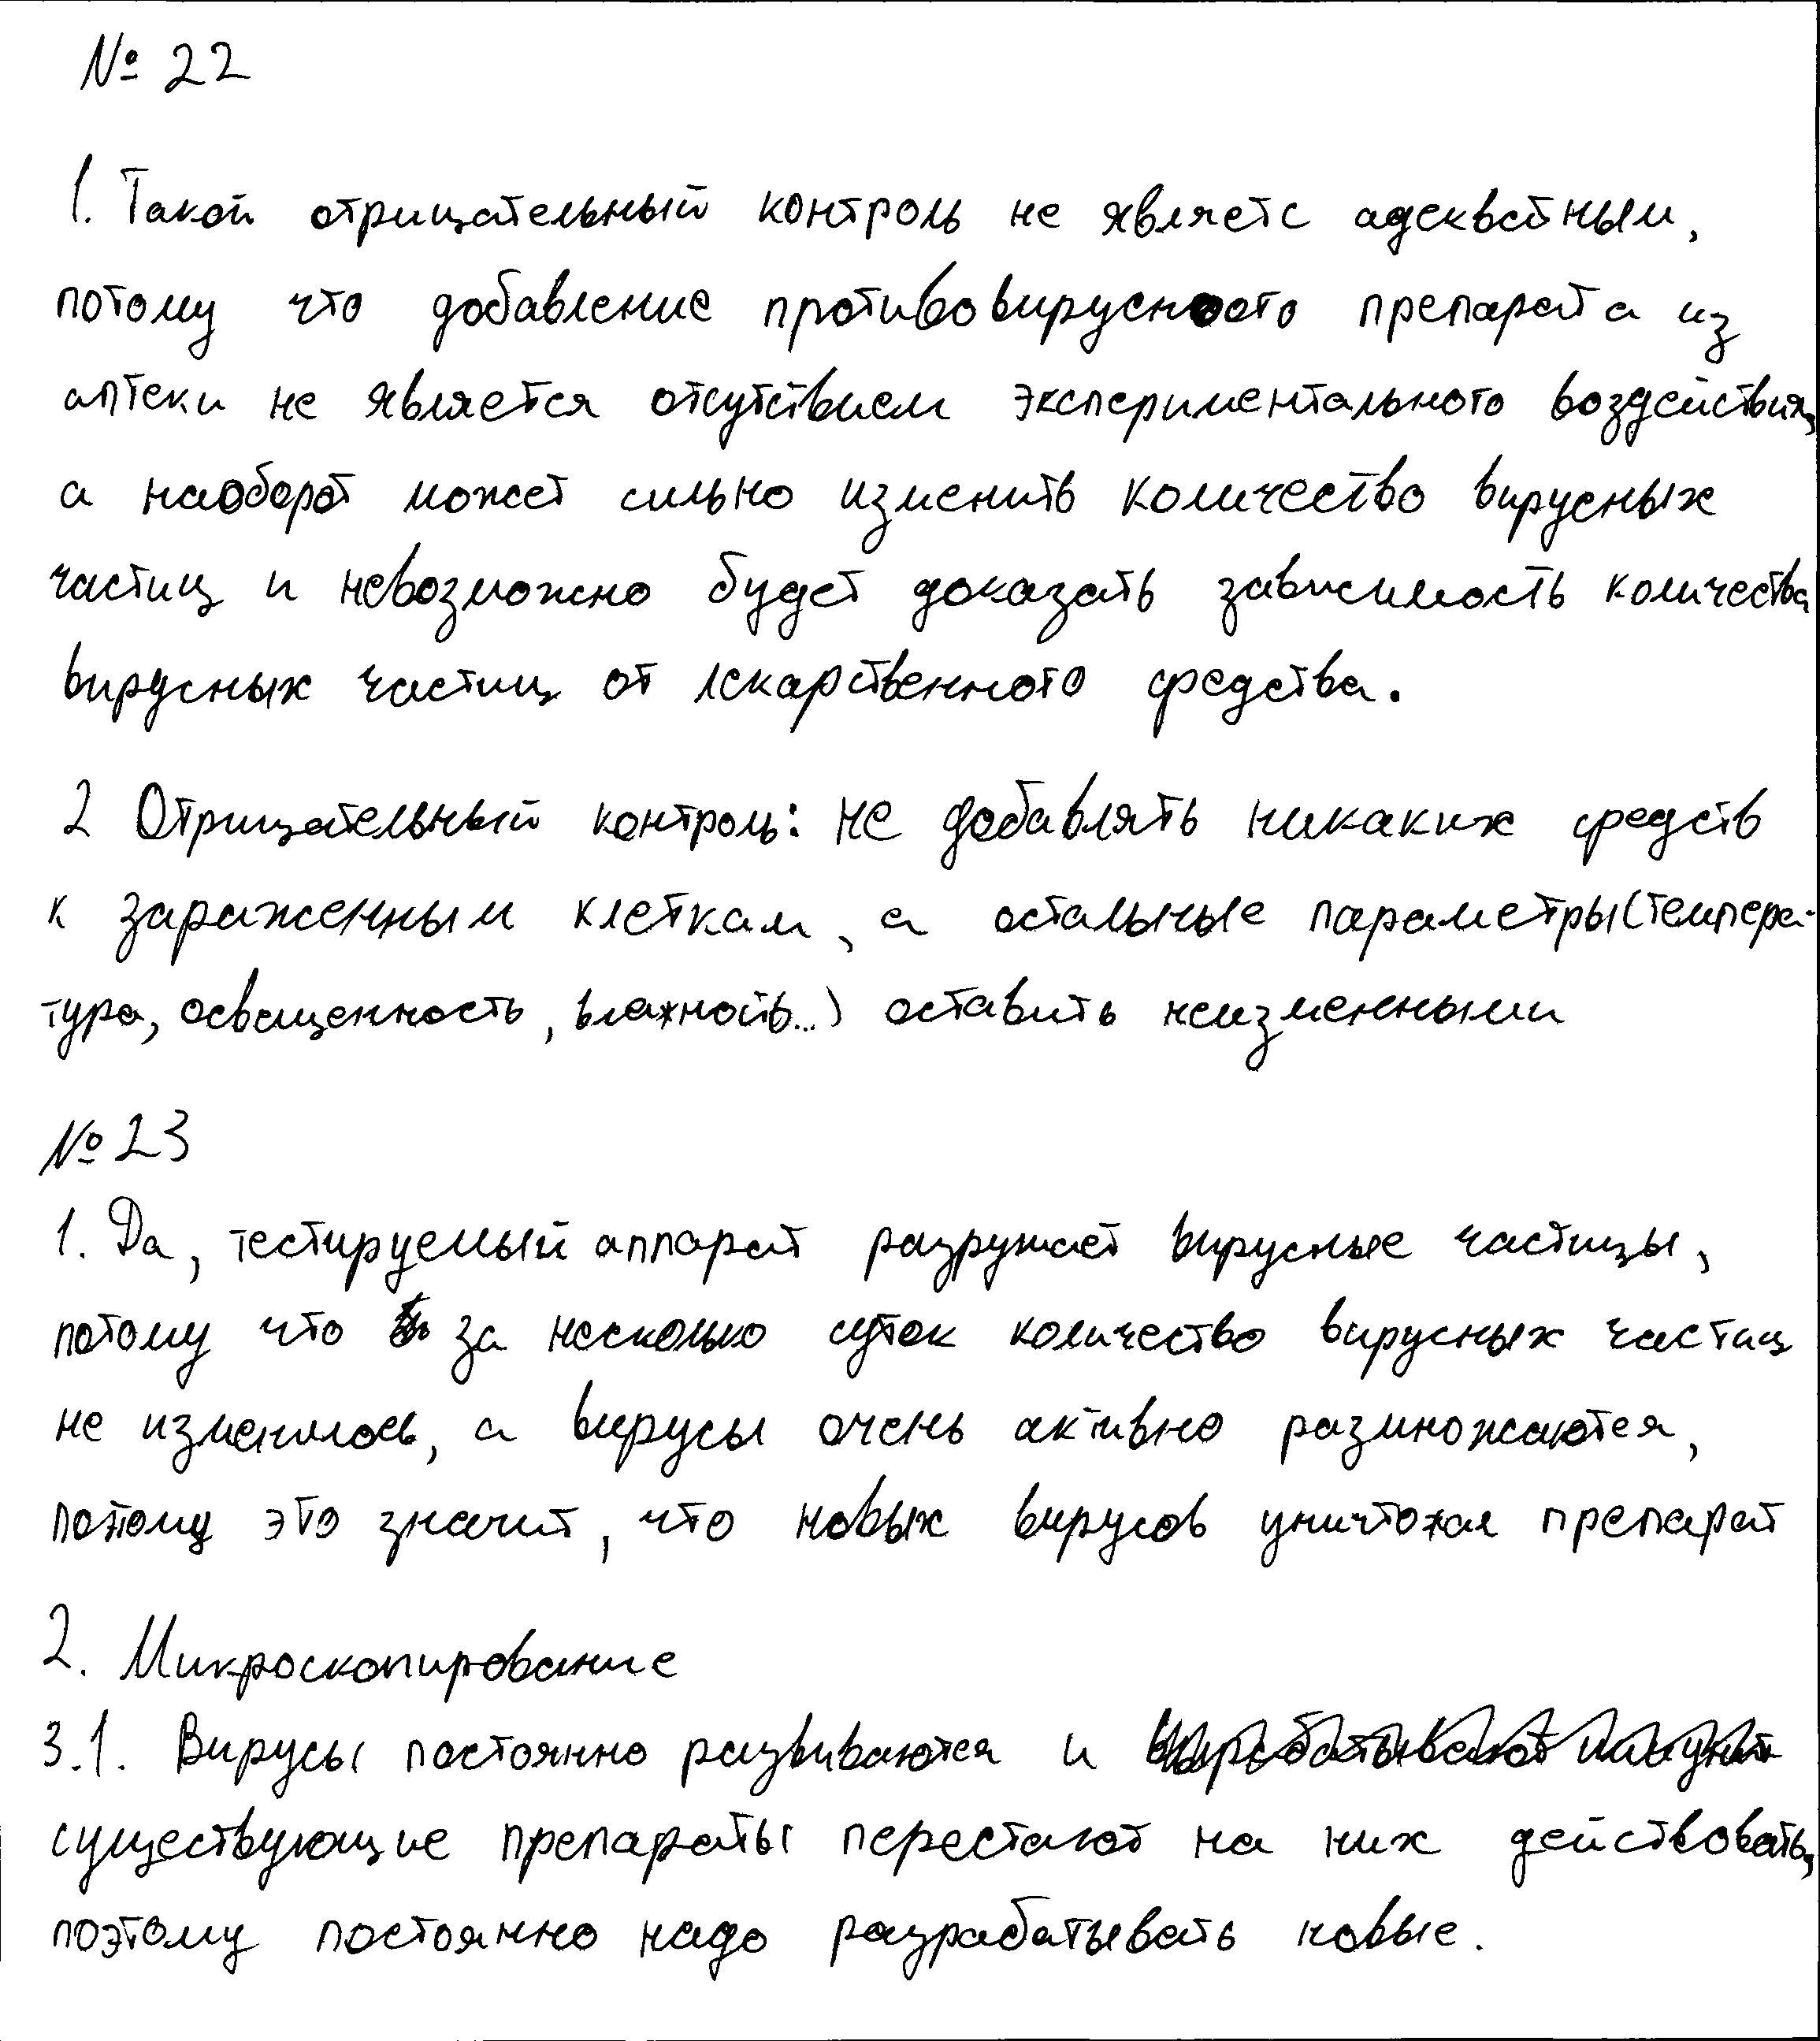 № 22
1. Такой отрицательный контроль не являетс адекватным,
потому что добавление противовирусного препарата из
аптеки не является отсутствием экспериментального воздействия,
а наоборот может сильно изменить количество вирусных
частиц и невозможно будет доказать зависимость количества
вирусных частиц от лекарственного средства.
2 Отрицательный контроль: не добавлять никаких средств
к зараженным клеткам, а остальные параметры(темпера-
тура, освещенность, влажность...) оставить неизменными
№ 23
1. Да, тестируемый аппарат разружает вирусные частицы,
потому что за несколько суток количество вирусных частиц
не изменилось, а вирусы очень активно размножаются,
потому это значит, что новых вирусов уничтожал препарат
2. Микроскопирование
3.1. Вирусы постоянно развиваются и
существующие препараты перестают на них действовать,
поэтому постоянно надо разрабатывать новые.